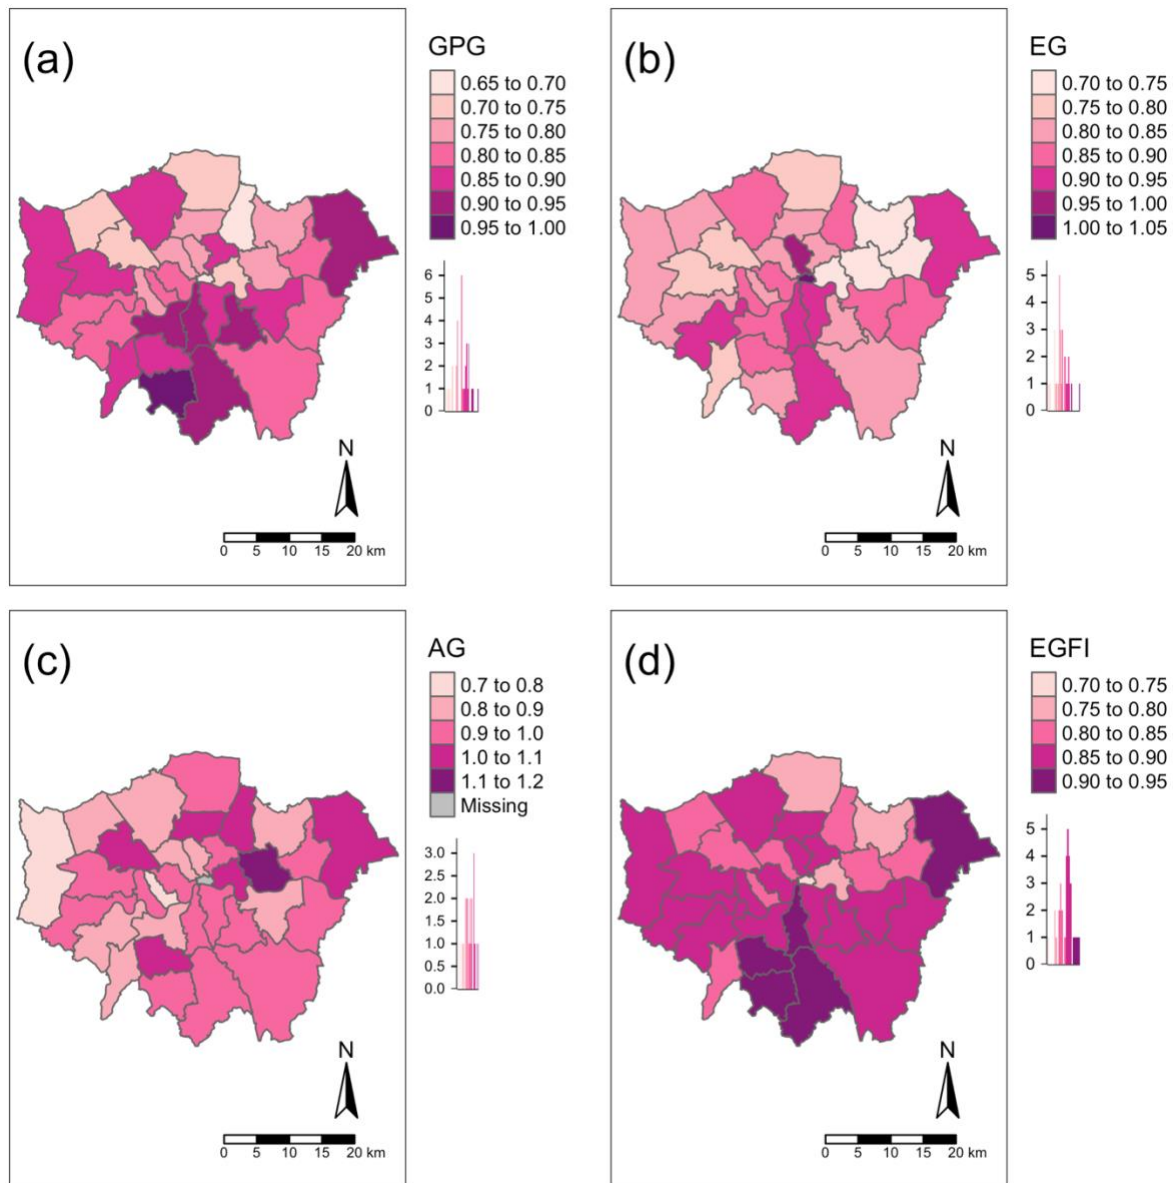 (a)
GPG
0.65 to 0.70
0.70 to 0.75
0.75 to 0.80
0.80 to 0.85
0.85 to 0.90
0.90 to 0.95
0.95 to 1.00
6
5
4
3
2
1
0
N
0 5 10 15 20 km
(b)
EG
0.70 to 0.75
0.75 to 0.80
0.80 to 0.85
0.85 to 0.90
0.90 to 0.95
0.95 to 1.00
1.00 to 1.05
5
4
3
2
1
0
N
0 5 10 15 20 km
(c)
AG
0.7 to 0.8
0.8 to 0.9
0.9 to 1.0
1.0 to 1.1
1.1 to 1.2
Missing
3.0
2.5
2.0
1.5
1.0
0.5
0.0
N
0 5 10 15 20 km
(d)
EGFI
0.70 to 0.75
0.75 to 0.80
0.80 to 0.85
0.85 to 0.90
0.90 to 0.95
5
4
3
2
1
0
N
0 5 10 15 20 km